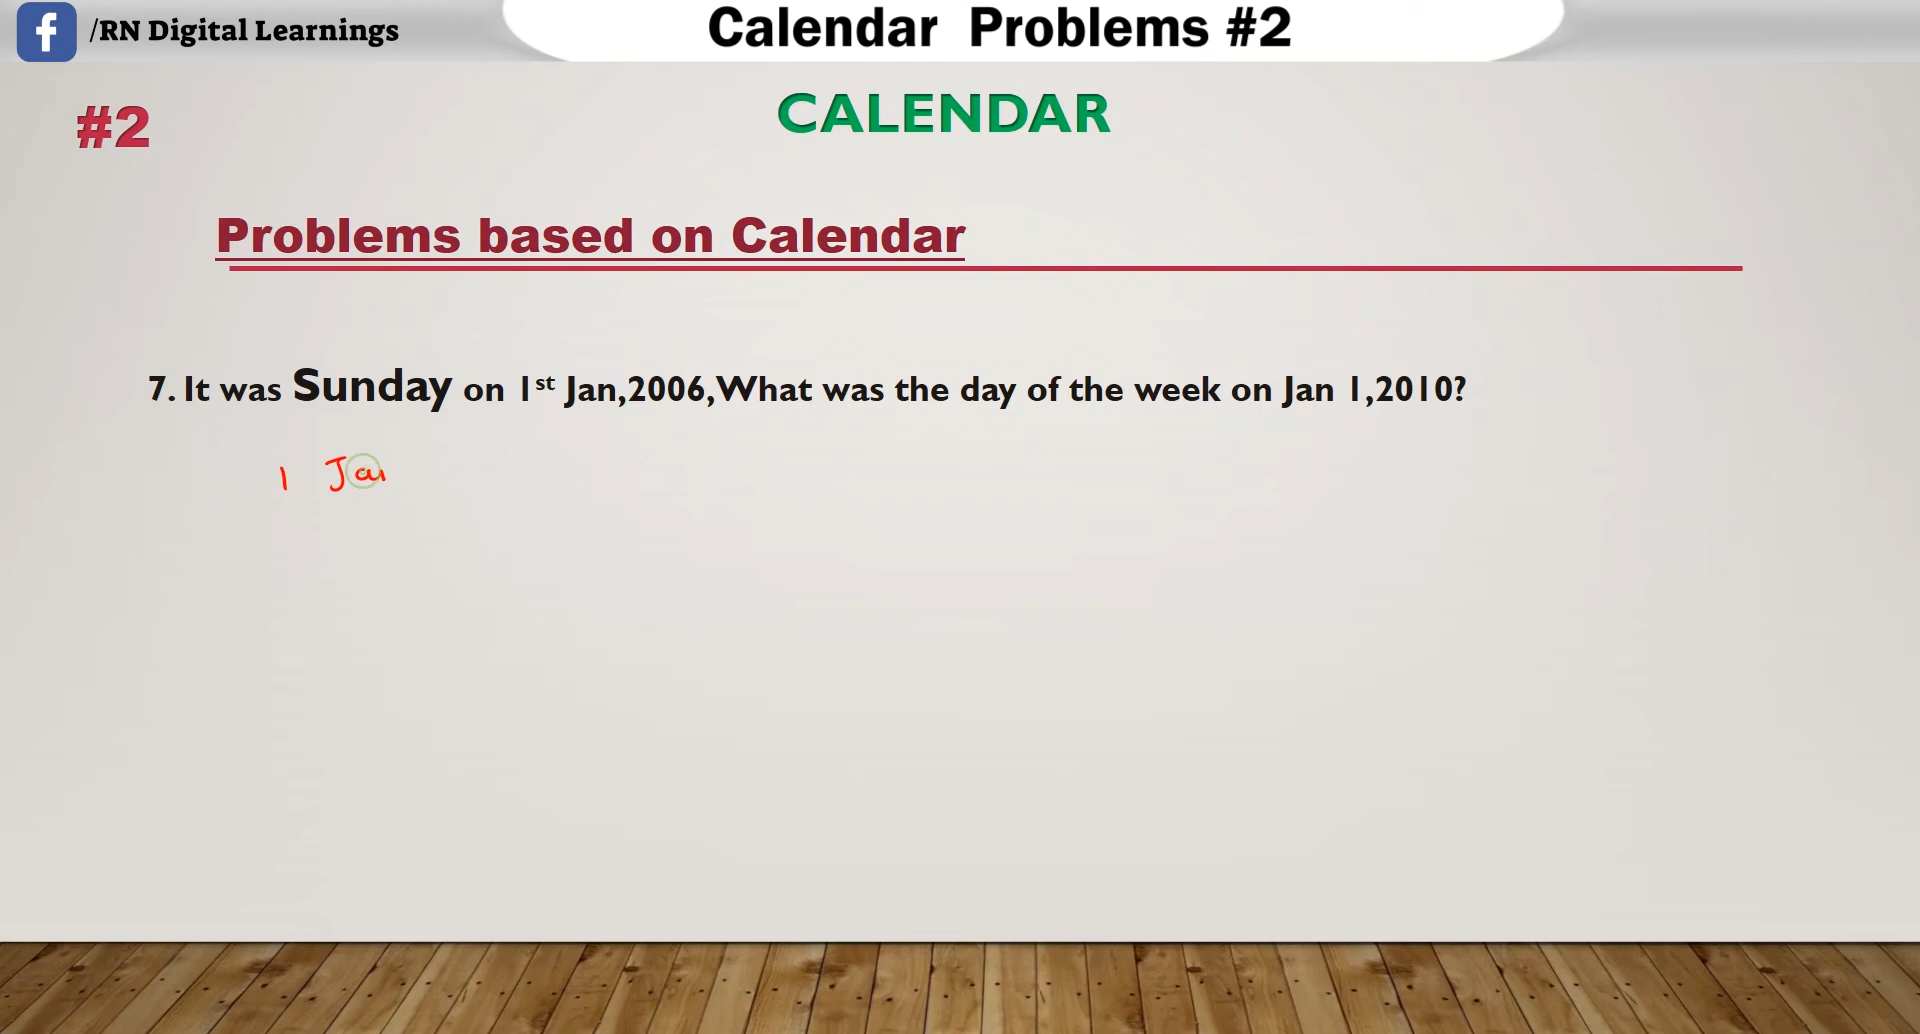 /RN Digital Learnings
Calendar Problems #2
#2
CALENDAR
Problems based on Calendar
7. It was Sunday on 1st Jan,2006,What was the day of the week on Jan 1,2010?
1 Jan